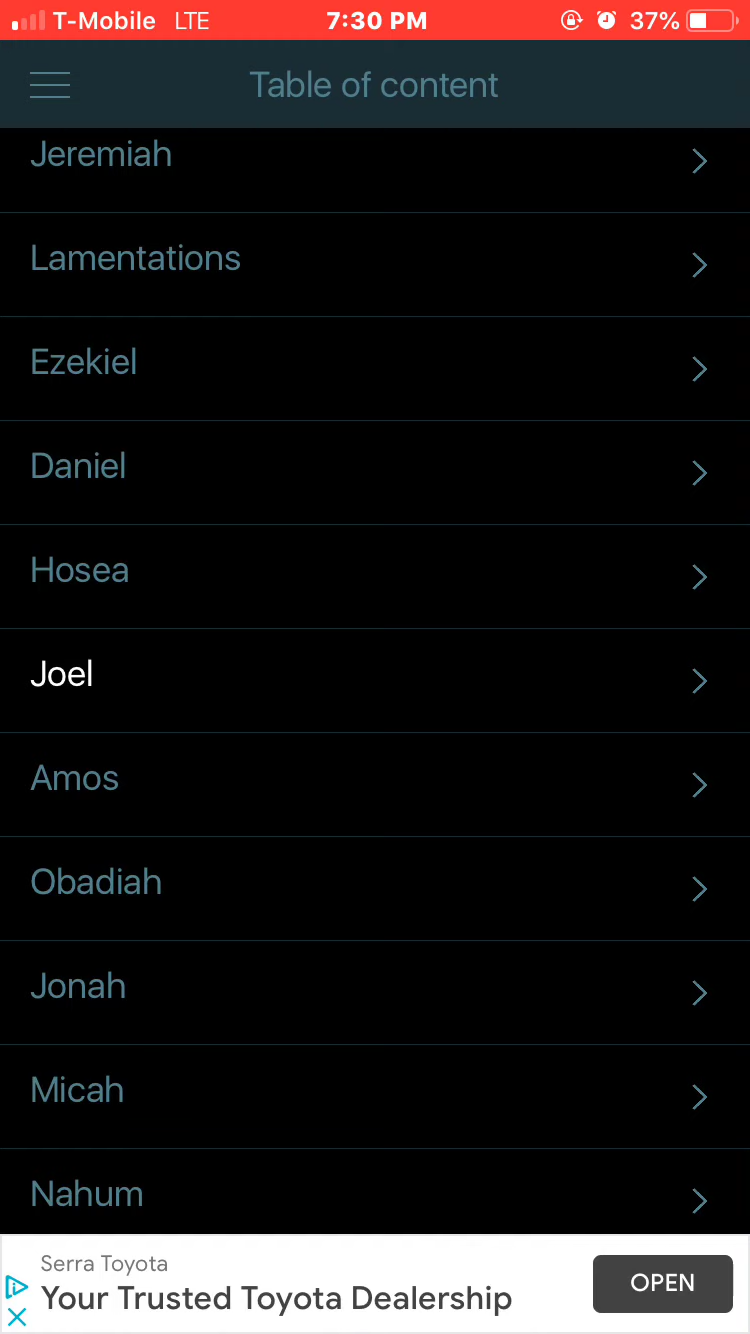 T-Mobile LTE 7:30 PM 37%
Table of content
Jeremiah
Lamentations
Ezekiel
Daniel
Hosea
Joel
Amos
Obadiah
Jonah
Micah
Nahum
Serra Toyota
Your Trusted Toyota Dealership
OPEN